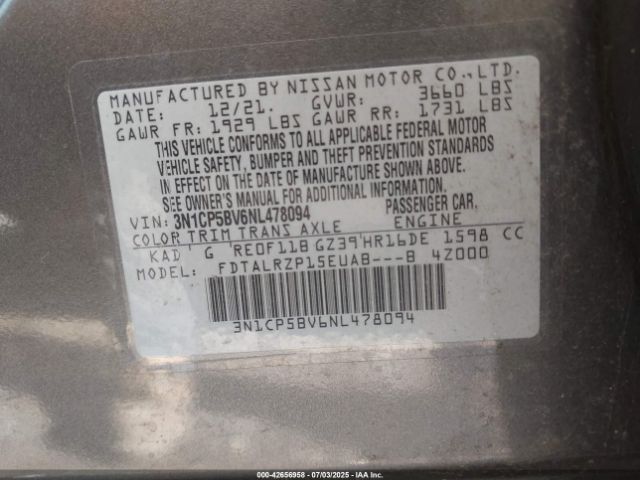 MANUFACTURED BY NISSAN MOTOR CO., LTD.
DATE: 12/21. GVWR: 3660 LBS
GAWR FR: 1929 LBS GAWR RR: 1731 LBS
THIS VEHICLE CONFORMS TO ALL APPLICABLE FEDERAL MOTOR
VEHICLE SAFETY, BUMPER AND THEFT PREVENTION STANDARDS
IN EFFECT ON THE DATE OF MANUFACTURE SHOWN ABOVE.
SEE OWNER'S MANUAL FOR ADDITIONAL INFORMATION.
VIN: 3N1CP5BV6NL478094 PASSENGER CAR,
COLOR TRIM TRANS AXLE ENGINE
KAD G RE0F11B GZ39 HR16DE 1598 CC
MODEL: FDTALRZP15EUAB---B 4Z000
3N1CP5BV6NL478094
000-42656958 - 07/03/2025 - IAA Inc.